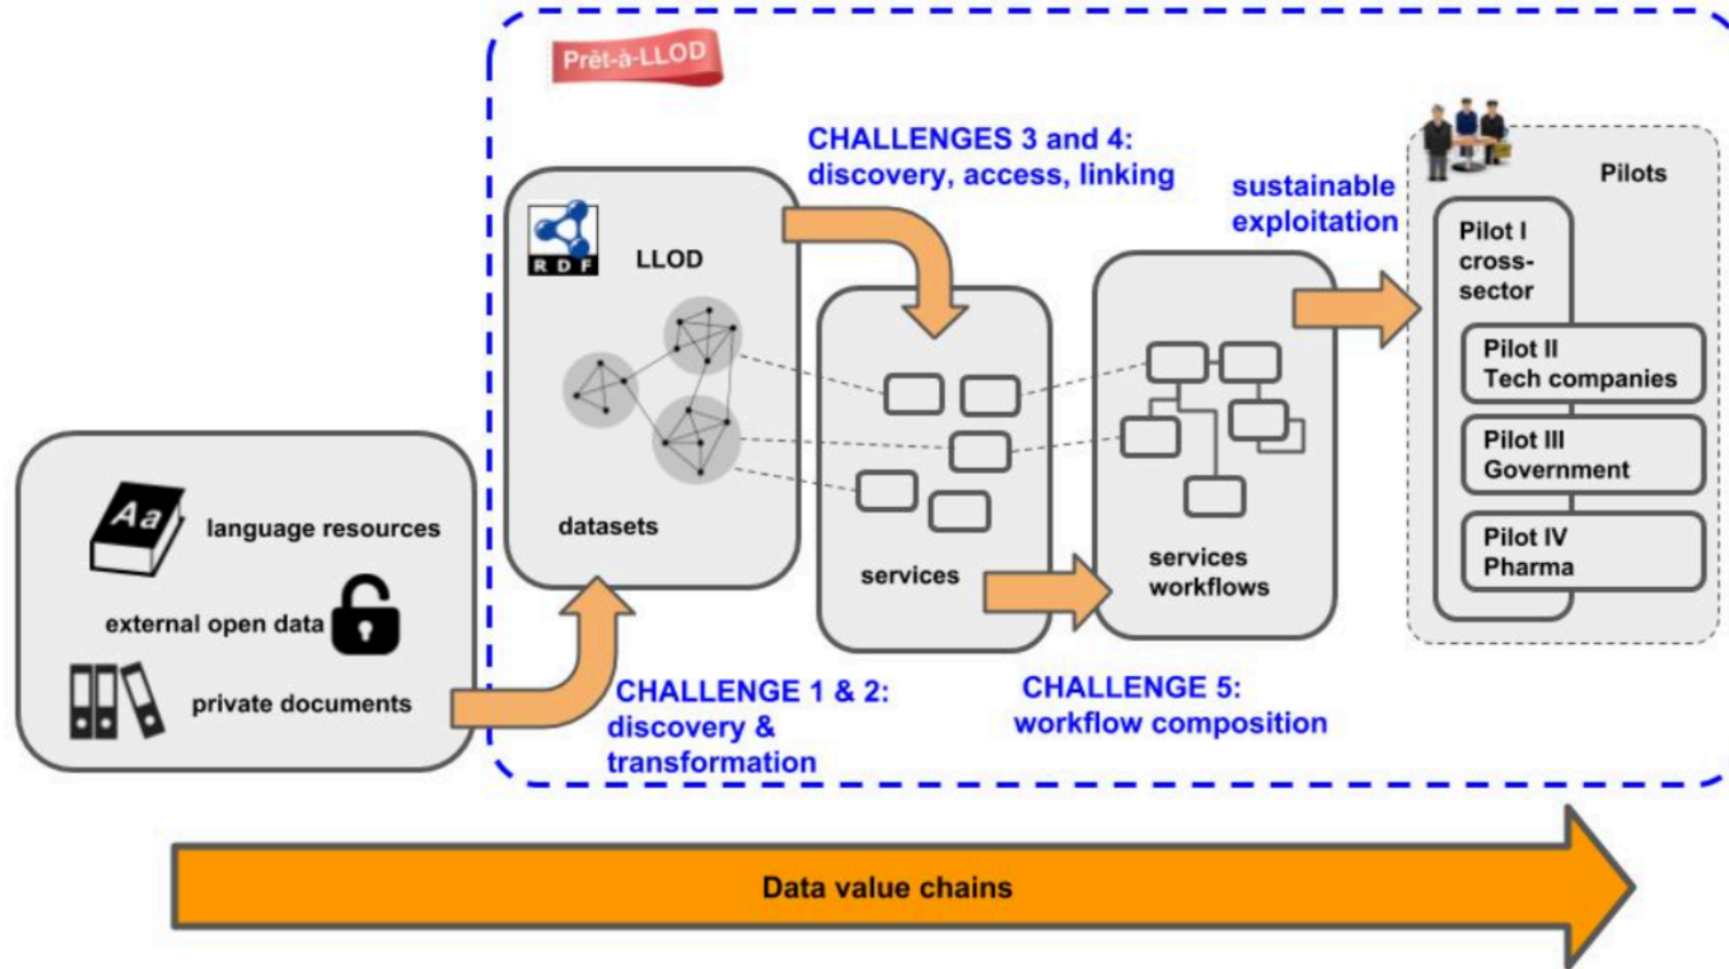 Prêt-à-LLOD
CHALLENGES 3 and 4:
discovery, access, linking
sustainable
exploitation
Pilots
RDF
LLOD
datasets
services
services
workflows
Pilot I
cross-
sector
Pilot II
Tech companies
Pilot III
Government
Pilot IV
Pharma
Aa
language resources
external open data
private documents
CHALLENGE 1 & 2:
discovery &
transformation
CHALLENGE 5:
workflow composition
Data value chains